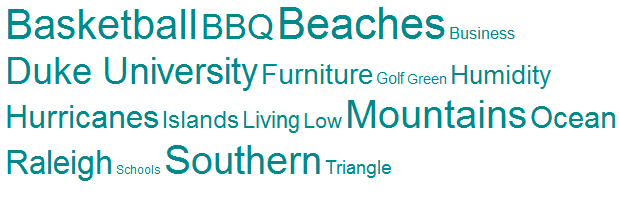 Basketball BBQ Beaches Business
Duke University Furniture Golf Green Humidity
Hurricanes Islands Living Low Mountains Ocean
Raleigh Schools Southern Triangle